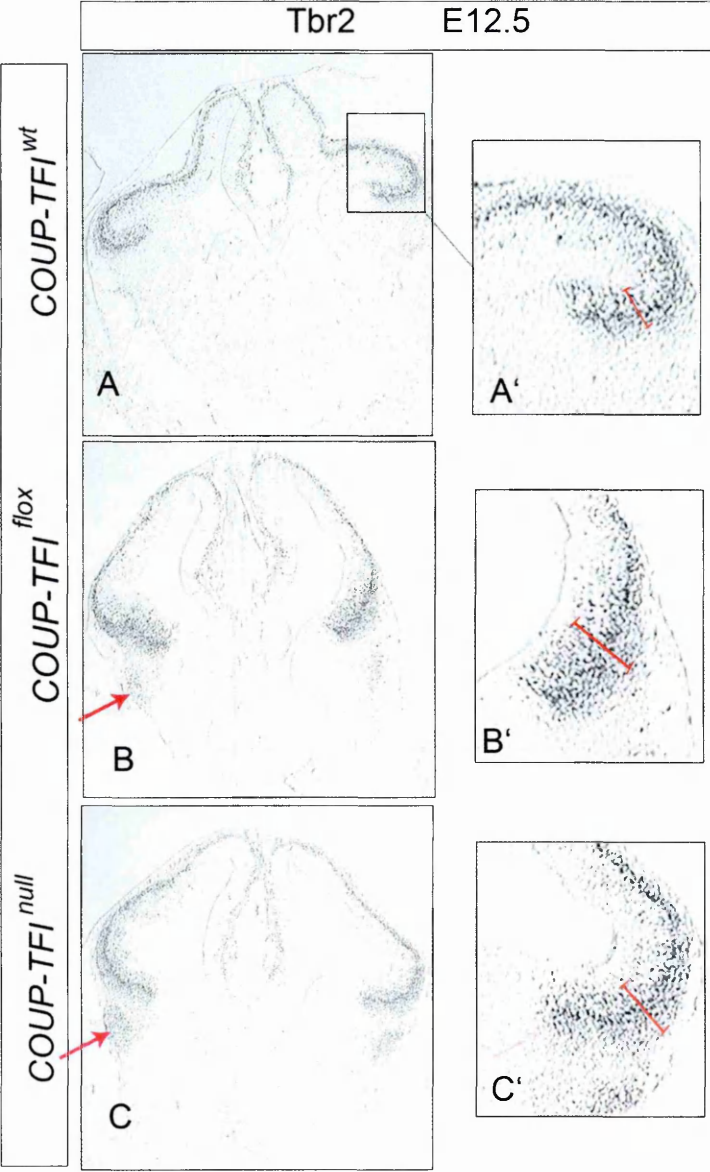 Tbr2 E12.5
COUP-TFI wt
A
A'
COUP-TFI flox
B
B'
COUP-TFI null
C
C'